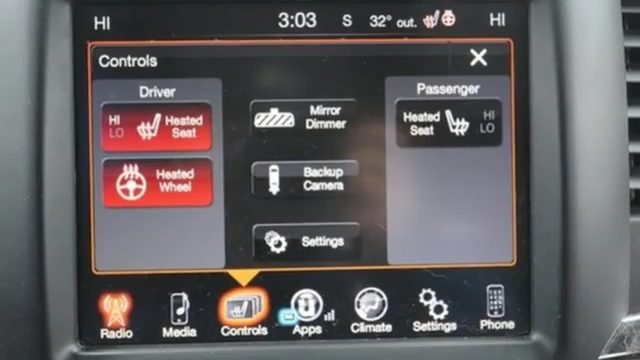 HI 3:03 S 32° out. HI
Controls X
Driver
HI
LO
Heated
Seat
Heated
Wheel
Mirror
Dimmer
Backup
Camera
Settings
Passenger
Heated
Seat
HI
LO
Radio Media Controls Apps Climate Settings Phone